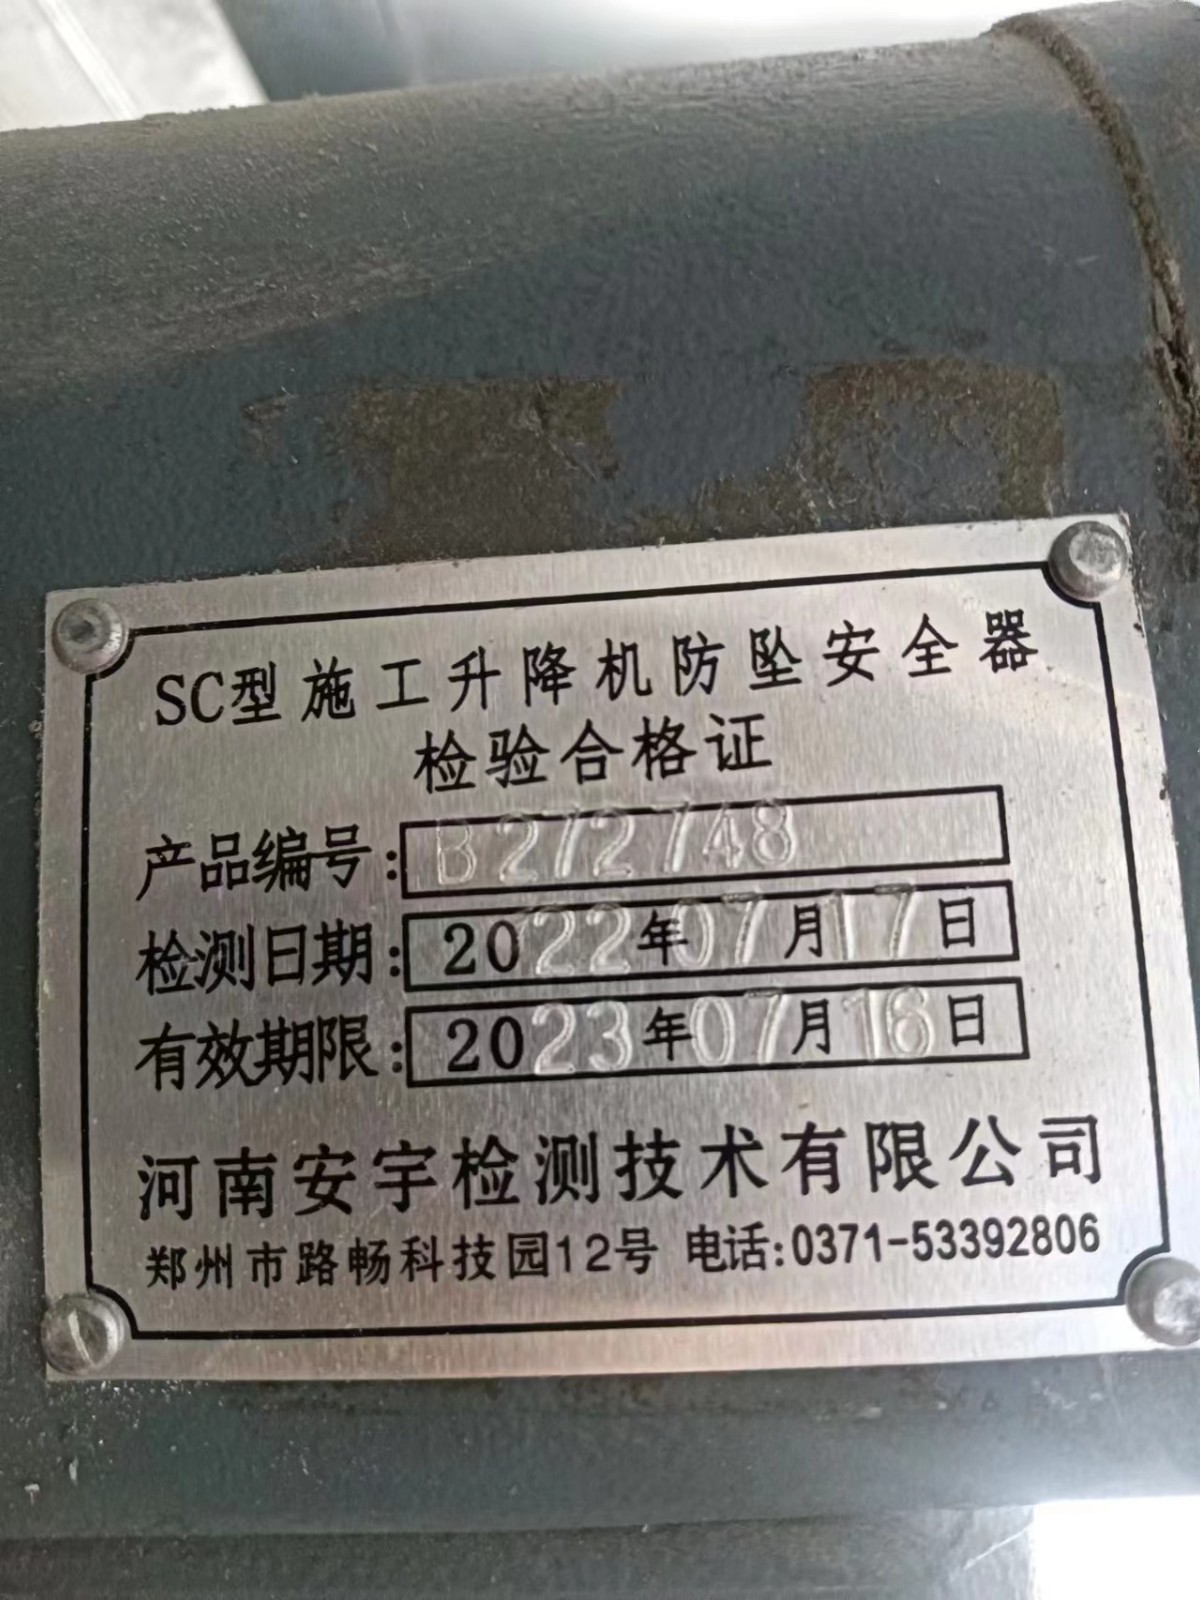 SC型施工升降机防坠安全器
检验合格证
产品编号:B272748
检测日期:2022年07月17日
有效期限:2023年07月16日
河南安宇检测技术有限公司
郑州市路畅科技园12号 电话:0371-53392806